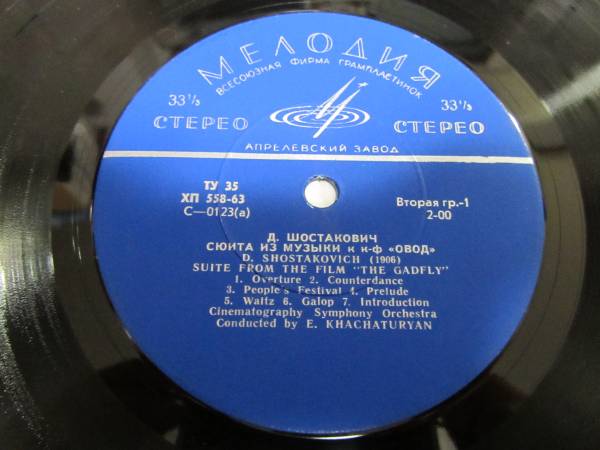 МЕЛОДИЯ
ВСЕСОЮЗНАЯ ФИРМА ГРАМПЛАСТИНОК
33⅓ 33⅓
СТЕРЕО СТЕРЕО
АПРЕЛЕВСКИЙ ЗАВОД
ТУ 35
ХП 558-63
С—0123(а)
Вторая гр.-1
2-00
Д. ШОСТАКОВИЧ
СЮИТА ИЗ МУЗЫКИ к к-ф «ОВОД»
D. SHOSTAKOVICH (1906)
SUITE FROM THE FILM "THE GADFLY"
1. Overture 2. Counterdance
3. People's Festival 4. Prelude
5. Waltz 6. Galop 7. Introduction
Cinematography Symphony Orchestra
Conducted by E. KHACHATURYAN